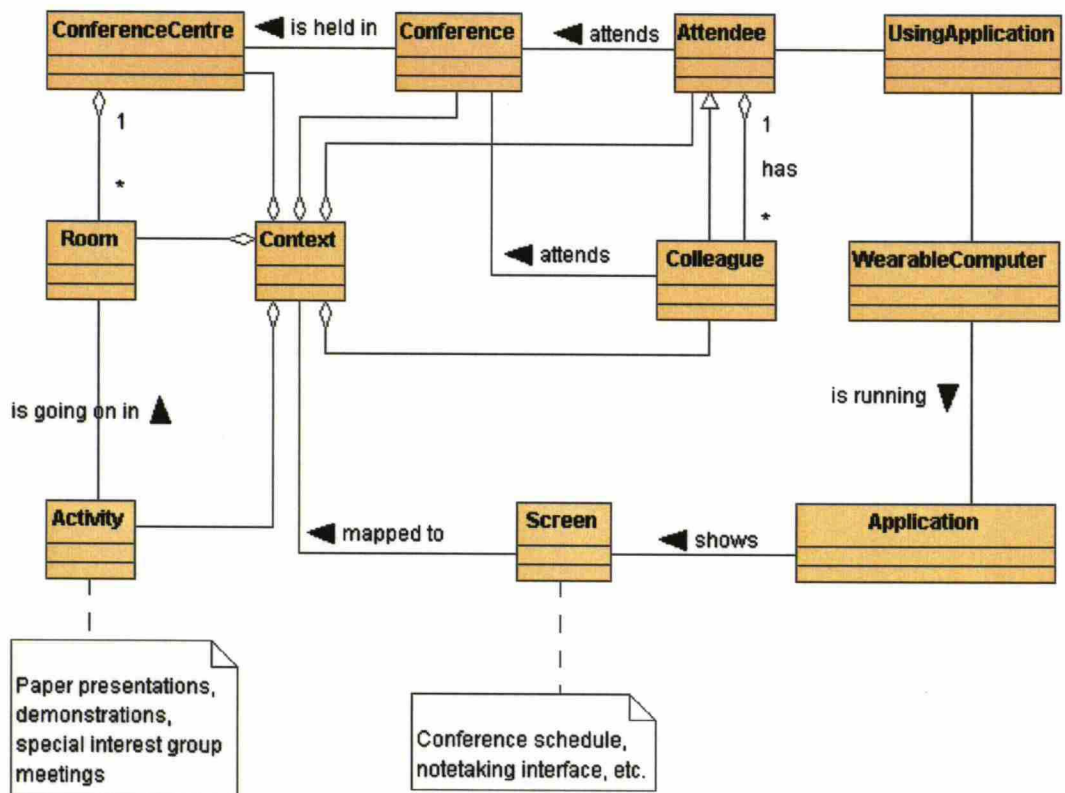 ConferenceCentre
◀ is held in
Conference
◀ attends
Attendee
UsingApplication
1
*
1
has
*
Room
Context
◀ attends
Colleague
WearableComputer
is going on in ▲
is running ▼
Activity
◀ mapped to
Screen
◀ shows
Application
Paper presentations,
demonstrations,
special interest group
meetings
Conference schedule,
notetaking interface, etc.